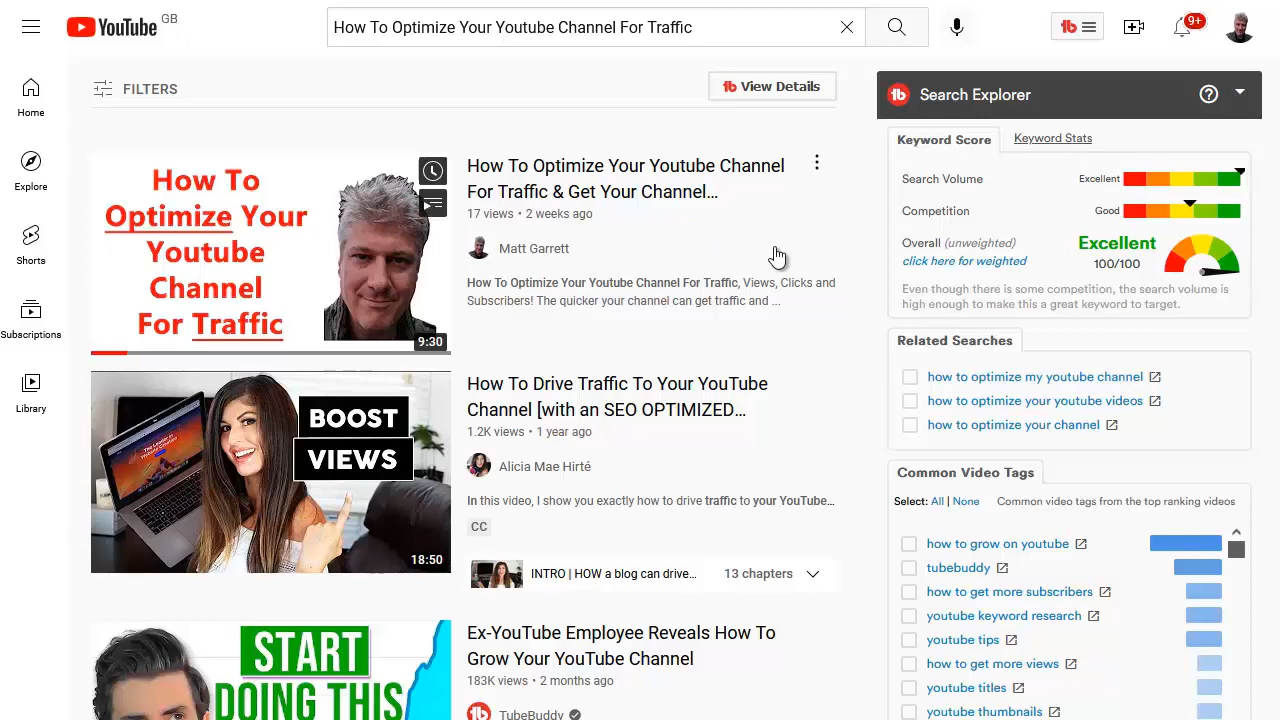 YouTube GB
How To Optimize Your Youtube Channel For Traffic
9+
Home
Explore
Shorts
Subscriptions
Library
FILTERS
View Details
How To
Optimize Your
Youtube
Channel
For Traffic
9:30
How To Optimize Your Youtube Channel
For Traffic & Get Your Channel...
17 views • 2 weeks ago
Matt Garrett
How To Optimize Your Youtube Channel For Traffic, Views, Clicks and
Subscribers! The quicker your channel can get traffic and ...
BOOST
VIEWS
18:50
How To Drive Traffic To Your YouTube
Channel [with an SEO OPTIMIZED...
1.2K views • 1 year ago
Alicia Mae Hirté
In this video, I show you exactly how to drive traffic to your YouTube...
CC
INTRO | HOW a blog can drive...
13 chapters
START
DOING THIS
Ex-YouTube Employee Reveals How To
Grow Your YouTube Channel
183K views • 2 months ago
TubeBuddy
Search Explorer
Keyword Score
Keyword Stats
Search Volume
Excellent
Competition
Good
Overall (unweighted)
click here for weighted
Excellent
100/100
Even though there is some competition, the search volume is
high enough to make this a great keyword to target.
Related Searches
how to optimize my youtube channel
how to optimize your youtube videos
how to optimize your channel
Common Video Tags
Select: All | None
Common video tags from the top ranking videos
how to grow on youtube
tubebuddy
how to get more subscribers
youtube keyword research
youtube tips
how to get more views
youtube titles
youtube thumbnails